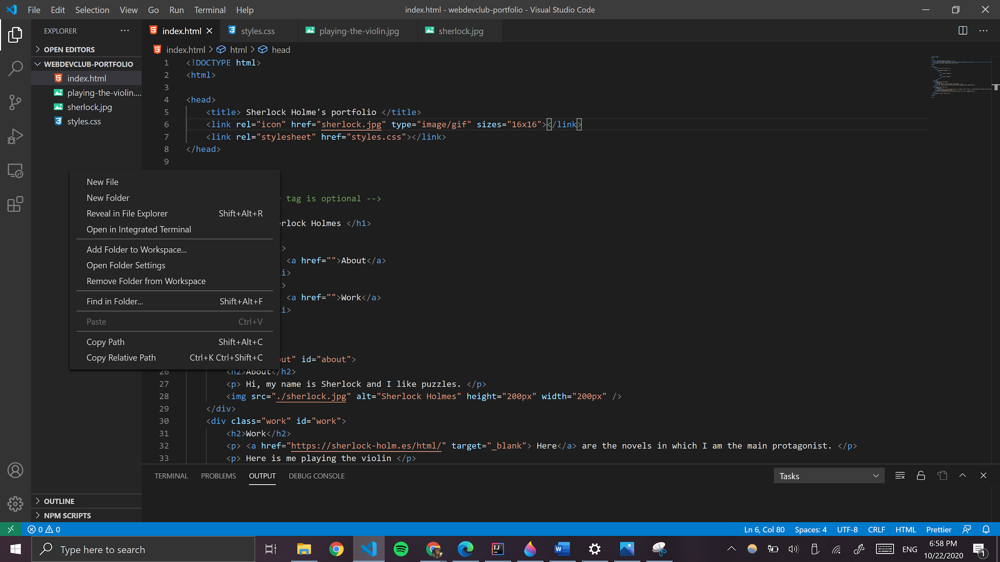 File Edit Selection View Go Run Terminal Help
index.html - webdevclub-portfolio - Visual Studio Code
EXPLORER
OPEN EDITORS
WEBDEVCLUB-PORTFOLIO
index.html
playing-the-violin....
sherlock.jpg
styles.css
index.html styles.css playing-the-violin.jpg sherlock.jpg
index.html > html > head
1 <!DOCTYPE html>
2 <html>
3
4 <head>
5 <title> Sherlock Holme's portfolio </title>
6 <link rel="icon" href="sherlock.jpg" type="image/gif" sizes="16x16"></link>
7 <link rel="stylesheet" href="styles.css"></link>
8 </head>
9
tag is optional -->
rlock Holmes </h1>
>
<a href="">About</a>
i>
>
<a href="">Work</a>
i>
out" id="about">
26 <h2>About</h2>
27 <p> Hi, my name is Sherlock and I like puzzles. </p>
28 <img src="./sherlock.jpg" alt="Sherlock Holmes" height="200px" width="200px" />
29 </div>
30 <div class="work" id="work">
31 <h2>Work</h2>
32 <p> <a href="https://sherlock-holm.es/html/" target="_blank"> Here</a> are the novels in which I am the main protagonist. </p>
33 <p> Here is me playing the violin </p>
New File
New Folder
Reveal in File Explorer Shift+Alt+R
Open in Integrated Terminal
Add Folder to Workspace...
Open Folder Settings
Remove Folder from Workspace
Find in Folder... Shift+Alt+F
Paste Ctrl+V
Copy Path Shift+Alt+C
Copy Relative Path Ctrl+K Ctrl+Shift+C
TERMINAL PROBLEMS OUTPUT DEBUG CONSOLE
Tasks
OUTLINE
NPM SCRIPTS
0 0
Ln 6, Col 80 Spaces: 4 UTF-8 CRLF HTML Prettier
Type here to search
ENG
6:58 PM
10/22/2020
1